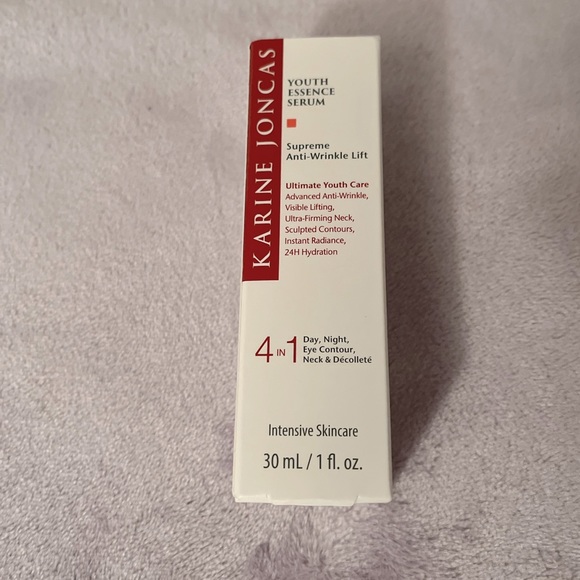 KARINE JONCAS
YOUTH
ESSENCE
SERUM
Supreme
Anti-Wrinkle Lift
Ultimate Youth Care
Advanced Anti-Wrinkle,
Visible Lifting,
Ultra-Firming Neck,
Sculpted Contours,
Instant Radiance,
24H Hydration
4 IN 1
Day, Night,
Eye Contour,
Neck & Décolleté
Intensive Skincare
30 mL / 1 fl. oz.